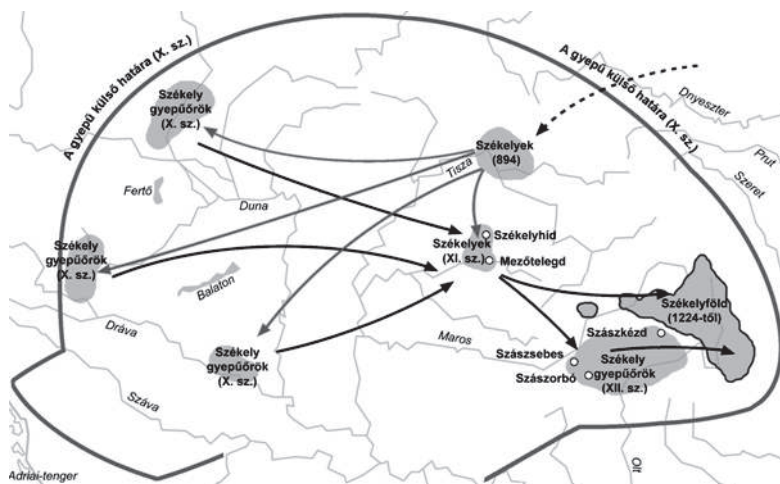 A gyepű külső határa (X. sz.)
A gyepű külső határa (X. sz.)
Dnyeszter
Prut
Szeret
Székely
gyepűőrök
(X. sz.)
Székelyek
(894)
Tisza
Fertő
Duna
Székelyhíd
Székelyek
(XI. sz.)
Mezőtelegd
Székely
gyepűőrök
(X. sz.)
Balaton
Székelyföld
(1224-től)
Dráva
Maros
Szászkézd
Szászsebes
Székely
gyepűőrök
(X. sz.)
Székely
gyepűőrök
(XII. sz.)
Szászorbó
Száva
Olt
Adriai-tenger